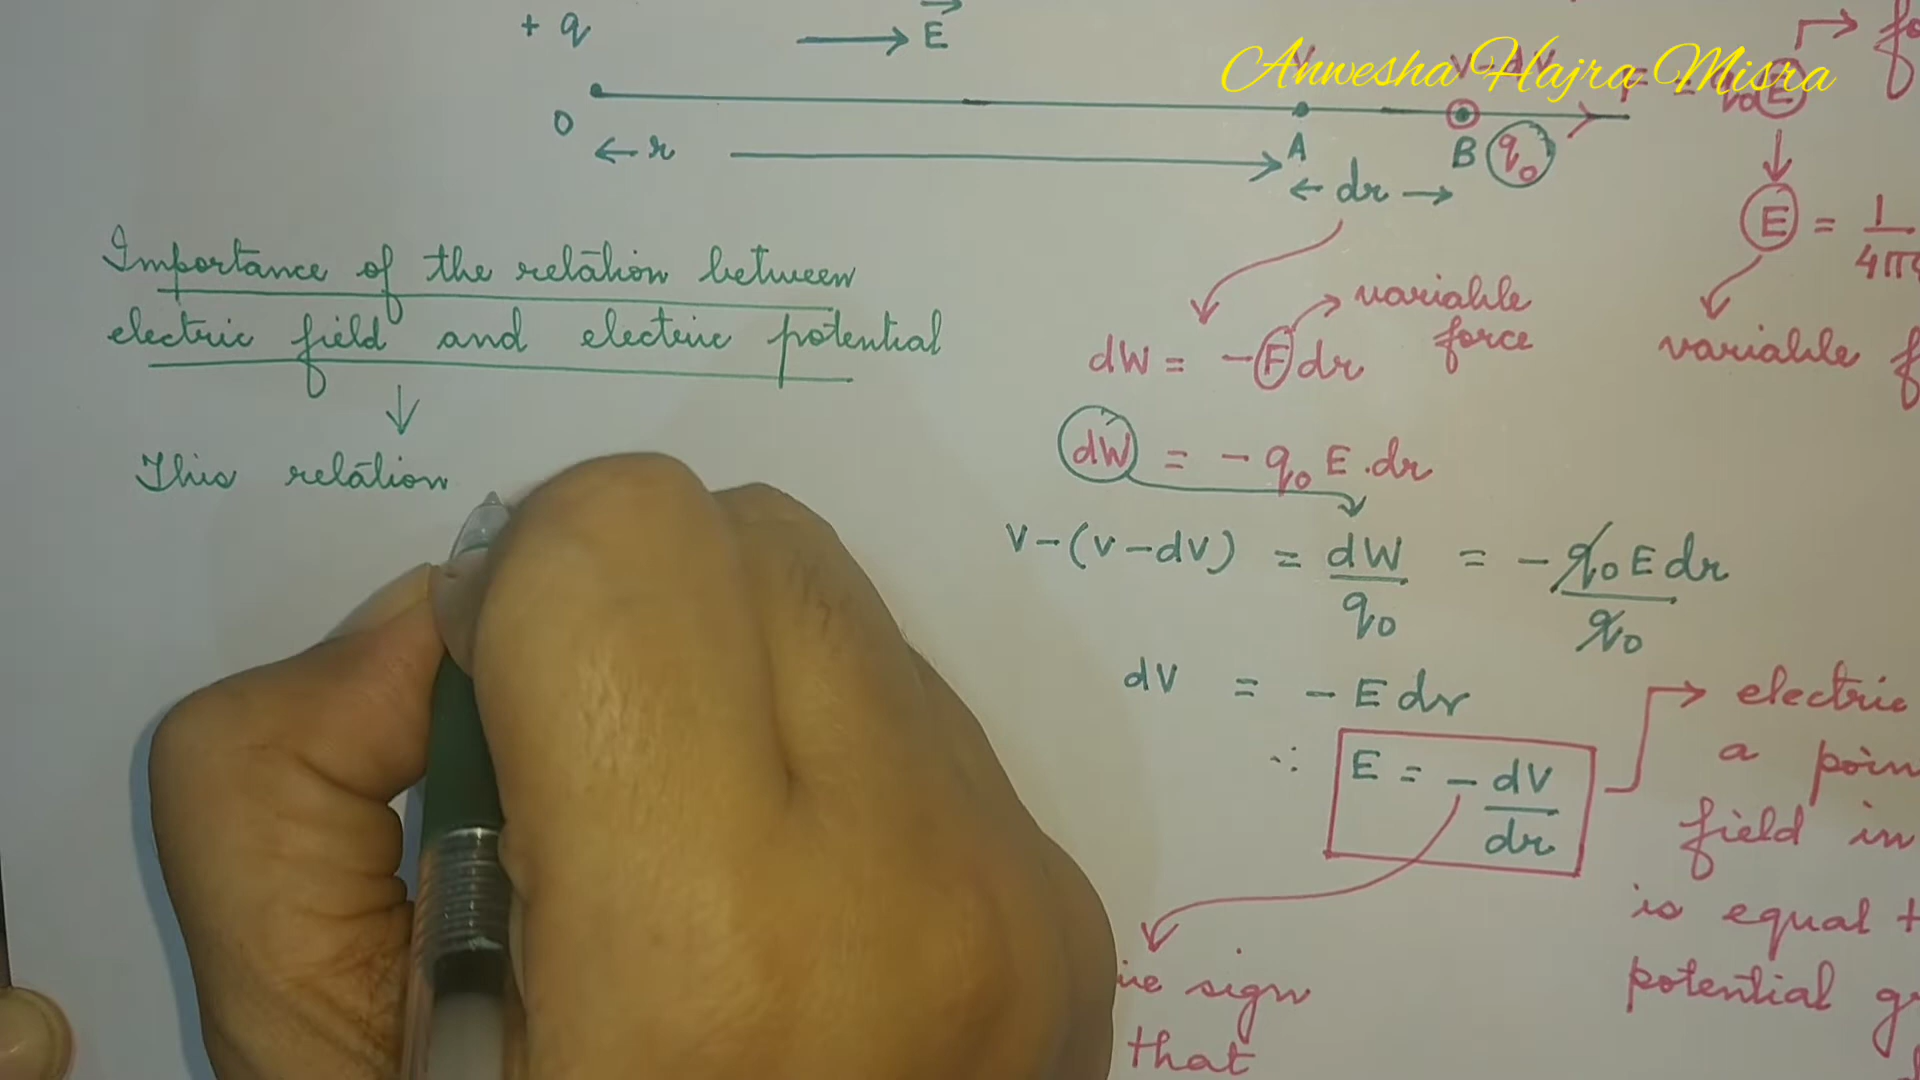 + q
→ E
Anwesha Hajra Misra
V - dV
= q₀ E
O
← r → A
B q₀
← dr →
E = 1
variable
force
Importance of the relation between
electric field and electric potential
dW = - F dr
variable
dW = - q₀ E . dr
This relation
V - (V - dV) = dW / q₀ = - q₀ E dr / q₀
dV = - E dr
∴ E = - dV / dr
electric
a
field in
is equal
potential
sign
that